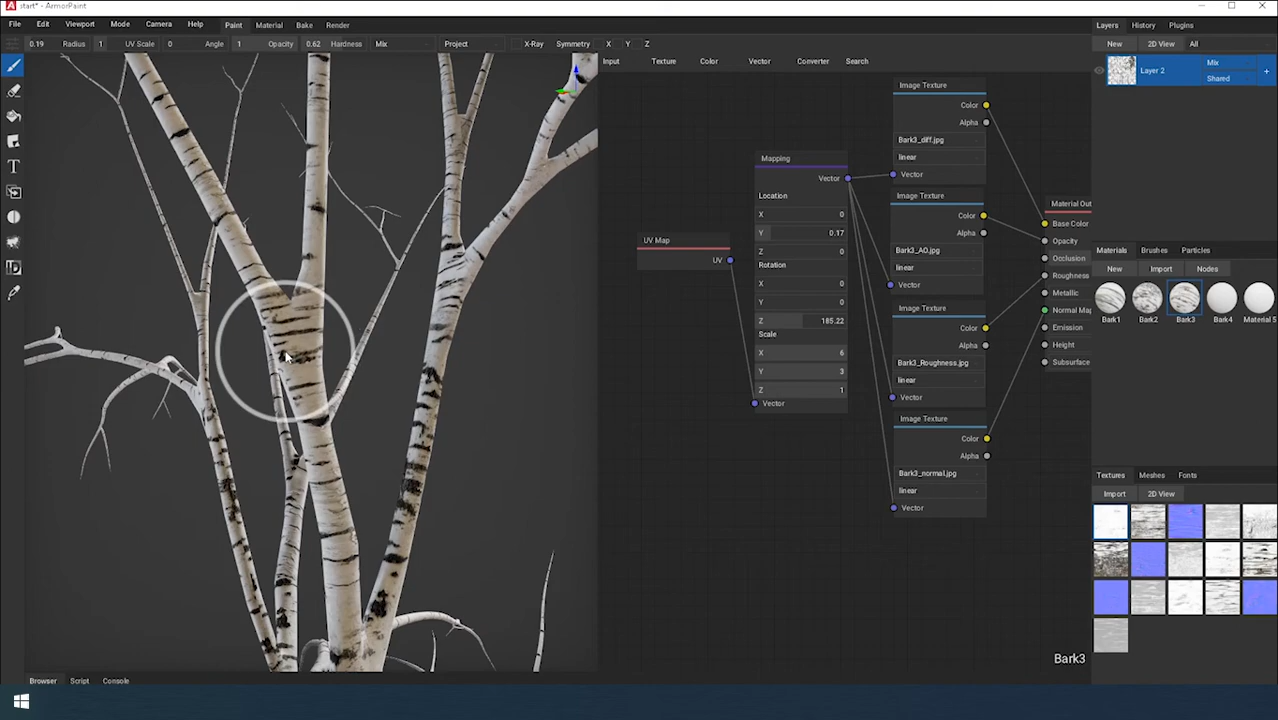 start* - ArmorPaint
File Edit Viewport Mode Camera Help Paint Material Bake Render
0.19 Radius 1 UV Scale 0 Angle 1 Opacity 0.62 Hardness Mix Project X-Ray Symmetry X Y Z
Input Texture Color Vector Converter Search
UV Map
UV
Mapping
Vector
Location
X 0
Y 0.17
Z 0
Rotation
X 0
Y 0
Z 185.22
Scale
X 6
Y 3
Z 1
Vector
Image Texture
Color
Alpha
Bark3_diff.jpg
linear
Vector
Image Texture
Color
Alpha
Bark3_AO.jpg
linear
Vector
Image Texture
Color
Alpha
Bark3_Roughness.jpg
linear
Vector
Image Texture
Color
Alpha
Bark3_normal.jpg
linear
Vector
Material Out
Base Color
Opacity
Occlusion
Roughness
Metallic
Normal Map
Emission
Height
Subsurface
Bark3
Layers History Plugins
New 2D View All
Layer 2 Mix
Shared
+
Materials Brushes Particles
New Import Nodes
Bark1 Bark2 Bark3 Bark4 Material 5
Textures Meshes Fonts
Import 2D View
Browser Script Console